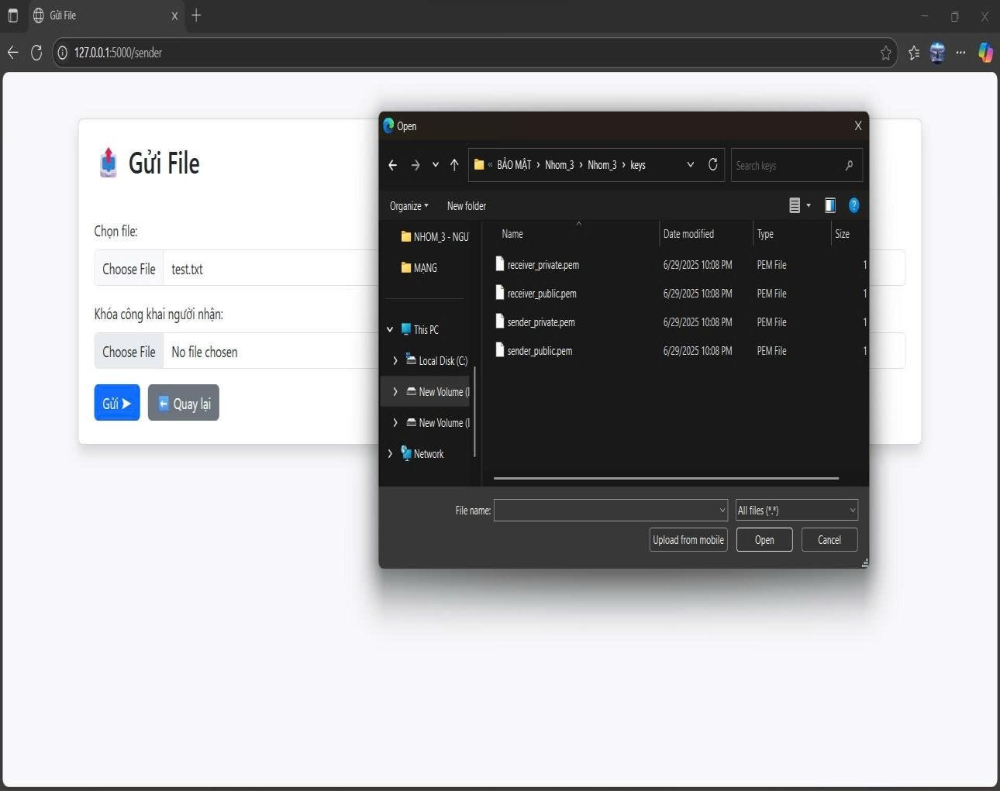 Gửi File
127.0.0.1:5000/sender
Gửi File
Chọn file:
Choose File test.txt
Khóa công khai người nhận:
Choose File No file chosen
Gửi ➤
Quay lại
Open
« BẢO MẬT › Nhom_3 › Nhom_3 › keys
Search keys
Organize
New folder
NHOM_3 - NGU
MẠNG
This PC
Local Disk (C:)
New Volume (
New Volume (
Network
Name Date modified Type Size
receiver_private.pem 6/29/2025 10:08 PM PEM File 1
receiver_public.pem 6/29/2025 10:08 PM PEM File 1
sender_private.pem 6/29/2025 10:08 PM PEM File 1
sender_public.pem 6/29/2025 10:08 PM PEM File 1
File name:
All files (*.*)
Upload from mobile
Open
Cancel